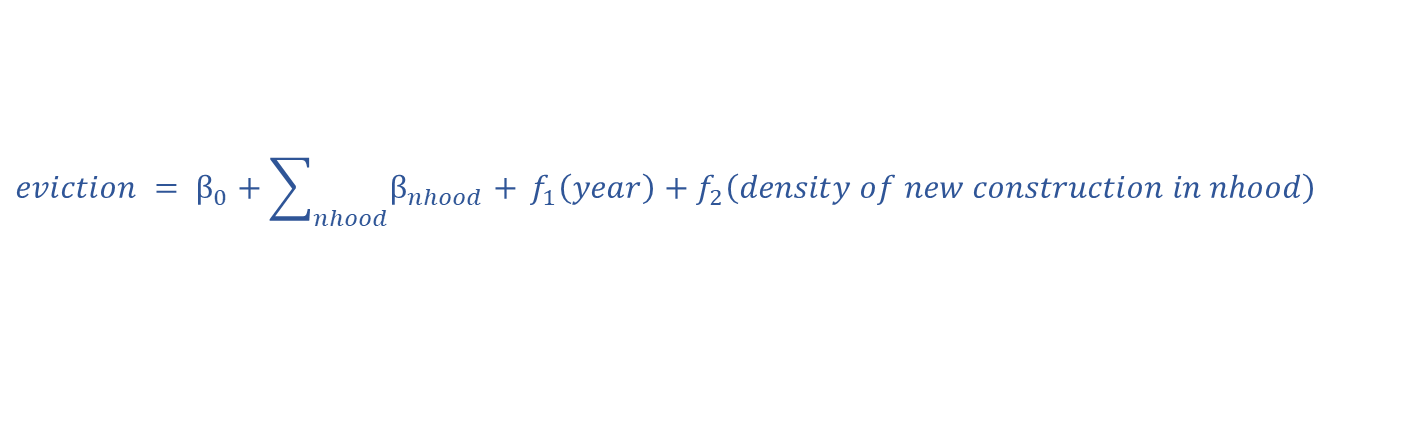 eviction = β₀ + ∑ₙₕₒₒ𝒹 βₙₕₒₒ𝒹 + f₁(year) + f₂(density of new construction in nhood)